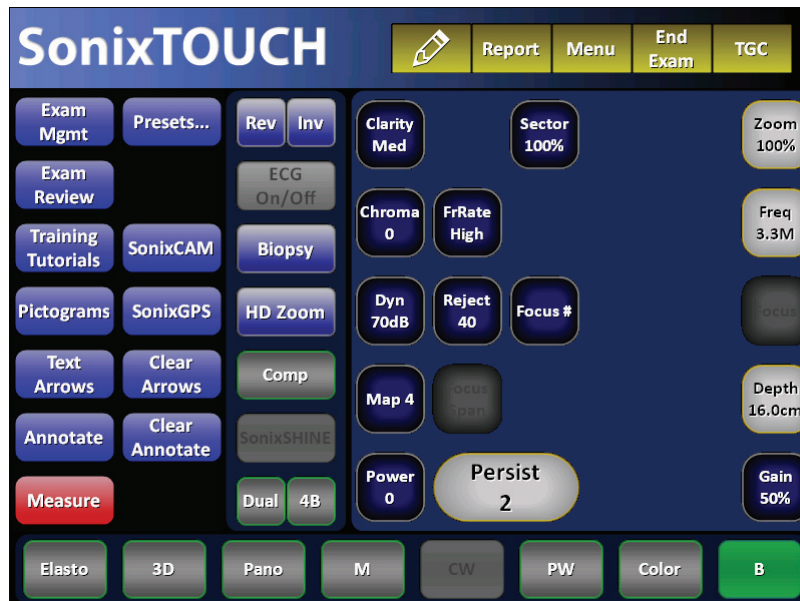 SonixTOUCH
Report
Menu
End
Exam
TGC
Exam
Mgmt
Presets...
Rev
Inv
Clarity
Med
Sector
100%
Zoom
100%
Exam
Review
ECG
On/Off
Chroma
0
FrRate
High
Freq
3.3M
Training
Tutorials
SonixCAM
Biopsy
Pictograms
SonixGPS
HD Zoom
Dyn
70dB
Reject
40
Focus #
Focus
Text
Arrows
Clear
Arrows
Comp
Map 4
Focus
Span
Depth
16.0cm
Annotate
Clear
Annotate
SonixSHINE
Measure
Dual
4B
Power
0
Persist
2
Gain
50%
Elasto
3D
Pano
M
CW
PW
Color
B